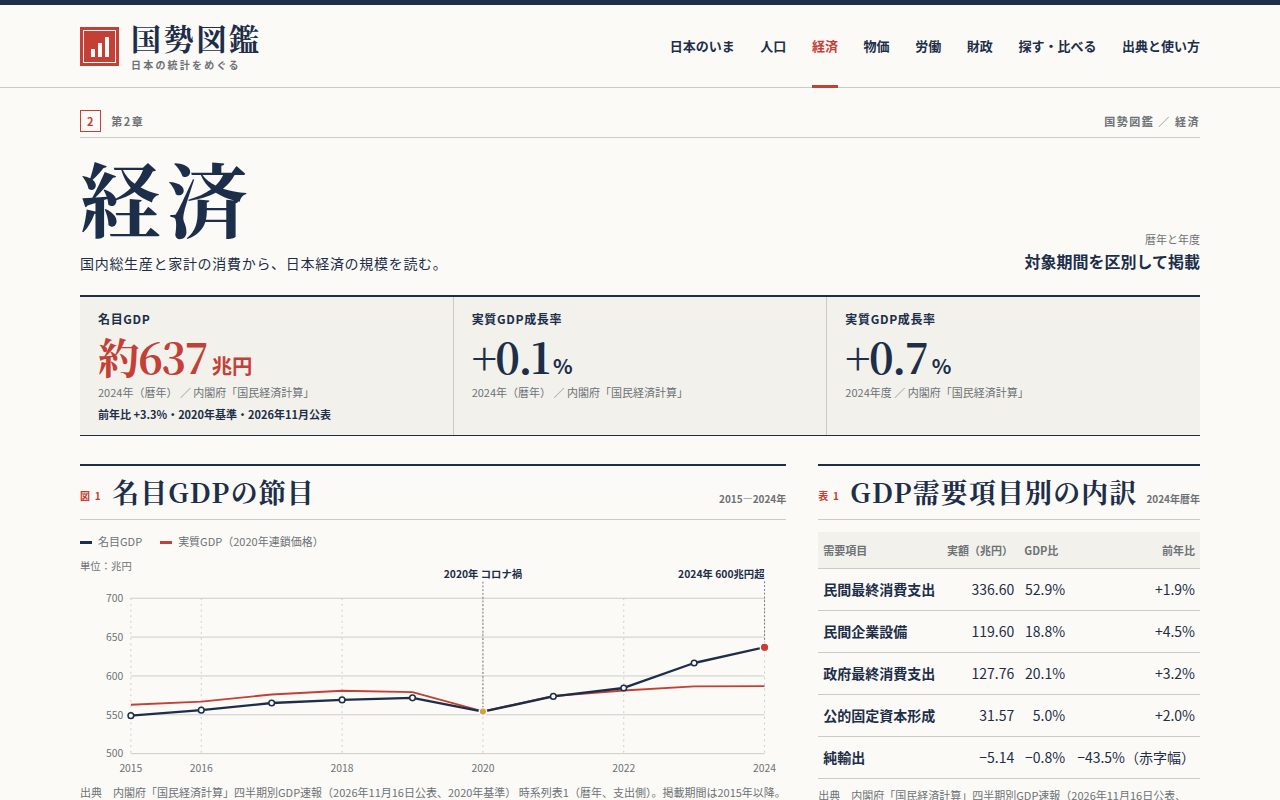 国勢図鑑
日本の統計をめぐる
日本のいま 人口 経済 物価 労働 財政 探す・比べる 出典と使い方
2 第2章
国勢図鑑 ／ 経済
経済
国内総生産と家計の消費から、日本経済の規模を読む。
暦年と年度
対象期間を区別して掲載
名目GDP
約637兆円
2024年（暦年）／内閣府「国民経済計算」
前年比 +3.3%・2020年基準・2026年11月公表
実質GDP成長率
+0.1%
2024年（暦年）／内閣府「国民経済計算」
実質GDP成長率
+0.7%
2024年度 ／内閣府「国民経済計算」
図 1 名目GDPの節目 2015—2024年
名目GDP 実質GDP（2020年連鎖価格）
単位：兆円
2020年 コロナ禍 2024年 600兆円超
700
650
600
550
500
2015 2016 2018 2020 2022 2024
出典 内閣府「国民経済計算」四半期別GDP速報（2026年11月16日公表、2020年基準） 時系列表1（暦年、支出側）。掲載期間は2015年以降。
表 1 GDP需要項目別の内訳 2024年暦年
需要項目 実額（兆円） GDP比 前年比
民間最終消費支出 336.60 52.9% +1.9%
民間企業設備 119.60 18.8% +4.5%
政府最終消費支出 127.76 20.1% +3.2%
公的固定資本形成 31.57 5.0% +2.0%
純輸出 −5.14 −0.8% −43.5%（赤字幅）
出典 内閣府「国民経済計算」四半期別GDP速報（2026年11月16日公表、